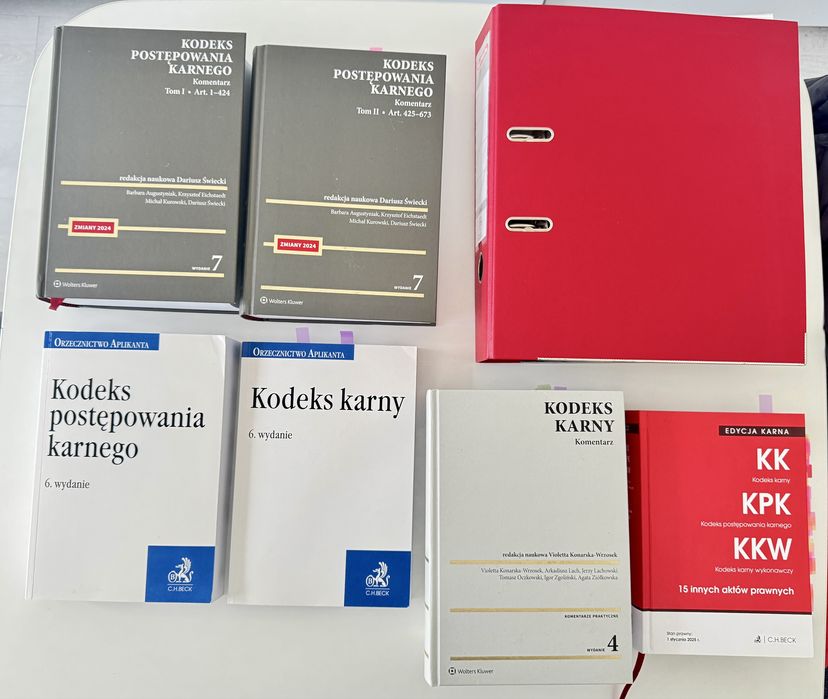 KODEKS
POSTĘPOWANIA
KARNEGO
Komentarz
Tom I • Art. 1–424
redakcja naukowa Dariusz Świecki
Barbara Augustyniak, Krzysztof Eichstaedt
Michał Kurowski, Dariusz Świecki
ZMIANY 2024
WYDANIE 7
Wolters Kluwer
KODEKS
POSTĘPOWANIA
KARNEGO
Komentarz
Tom II • Art. 425–673
redakcja naukowa Dariusz Świecki
Barbara Augustyniak, Krzysztof Eichstaedt
Michał Kurowski, Dariusz Świecki
ZMIANY 2024
WYDANIE 7
Wolters Kluwer
ORZECZNICTWO APLIKANTA
Kodeks
postępowania
karnego
6. wydanie
C.H.BECK
ORZECZNICTWO APLIKANTA
Kodeks karny
6. wydanie
C.H.BECK
KODEKS
KARNY
Komentarz
redakcja naukowa Violetta Konarska-Wrzosek
Violetta Konarska-Wrzosek, Arkadiusz Lach, Jerzy Lachowski
Tomasz Oczkowski, Igor Zgoliński, Agata Ziółkowska
KOMENTARZE PRAKTYCZNE
WYDANIE 4
Wolters Kluwer
EDYCJA KARNA
KK
Kodeks karny
KPK
Kodeks postępowania karnego
KKW
Kodeks karny wykonawczy
15 innych aktów prawnych
Stan prawny:
1 stycznia 2025 r.
C.H.BECK